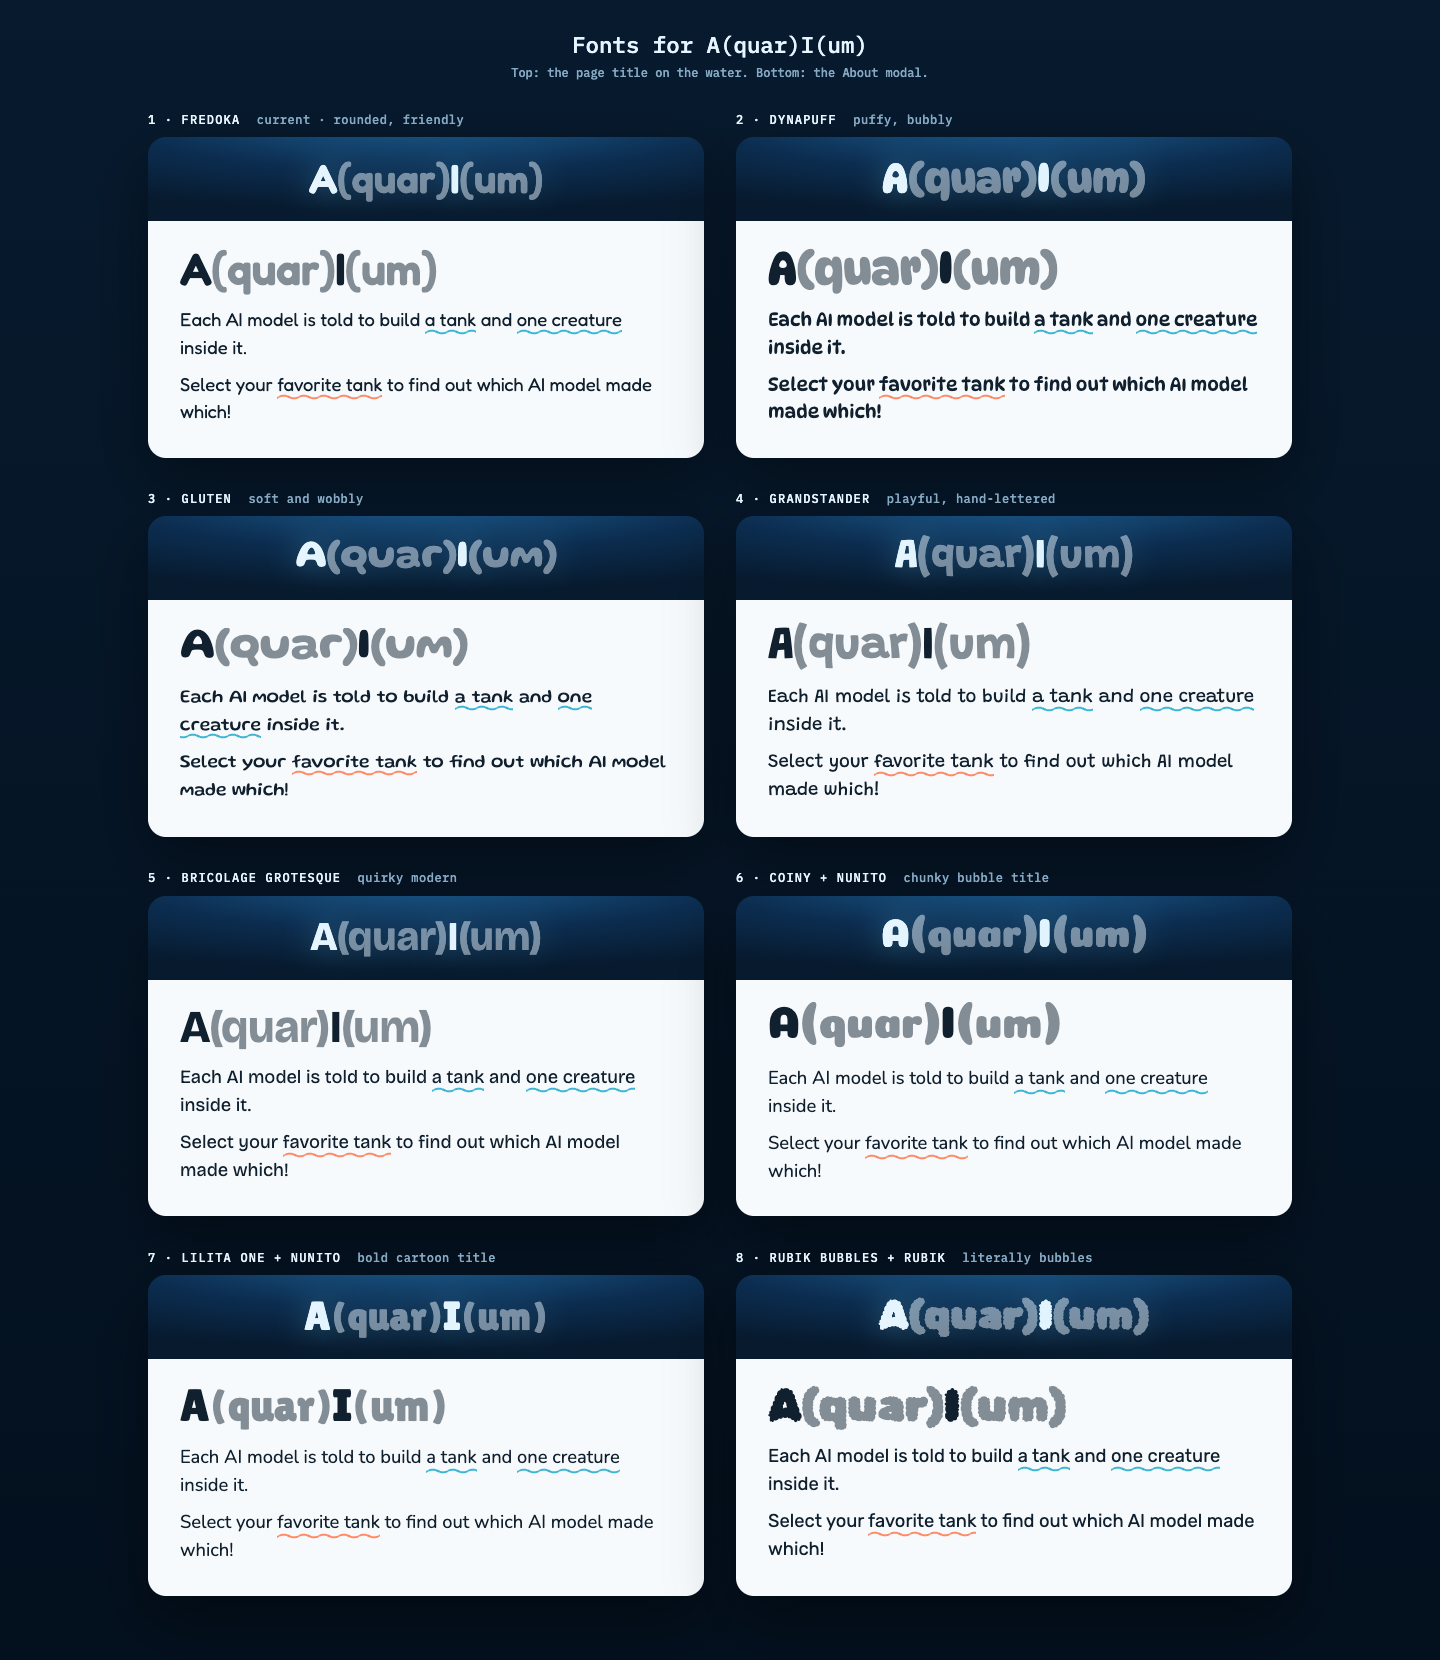 Fonts for A(quar)I(um)
Top: the page title on the water. Bottom: the About modal.
1 · FREDOKA current · rounded, friendly
A(quar)I(um)
A(quar)I(um)
Each AI model is told to build a tank and one creature
inside it.
Select your favorite tank to find out which AI model made
which!
2 · DYNAPUFF puffy, bubbly
A(quar)I(um)
A(quar)I(um)
Each AI model is told to build a tank and one creature
inside it.
Select your favorite tank to find out which AI model
made which!
3 · GLUTEN soft and wobbly
A(quar)I(um)
A(quar)I(um)
Each AI model is told to build a tank and one
creature inside it.
Select your favorite tank to find out which AI model
made which!
4 · GRANDSTANDER playful, hand-lettered
A(quar)I(um)
A(quar)I(um)
Each AI model is told to build a tank and one creature
inside it.
Select your favorite tank to find out which AI model
made which!
5 · BRICOLAGE GROTESQUE quirky modern
A(quar)I(um)
A(quar)I(um)
Each AI model is told to build a tank and one creature
inside it.
Select your favorite tank to find out which AI model
made which!
6 · COINY + NUNITO chunky bubble title
A(quar)I(um)
A(quar)I(um)
Each AI model is told to build a tank and one creature
inside it.
Select your favorite tank to find out which AI model made
which!
7 · LILITA ONE + NUNITO bold cartoon title
A(quar)I(um)
A(quar)I(um)
Each AI model is told to build a tank and one creature
inside it.
Select your favorite tank to find out which AI model made
which!
8 · RUBIK BUBBLES + RUBIK literally bubbles
A(quar)I(um)
A(quar)I(um)
Each AI model is told to build a tank and one creature
inside it.
Select your favorite tank to find out which AI model made
which!